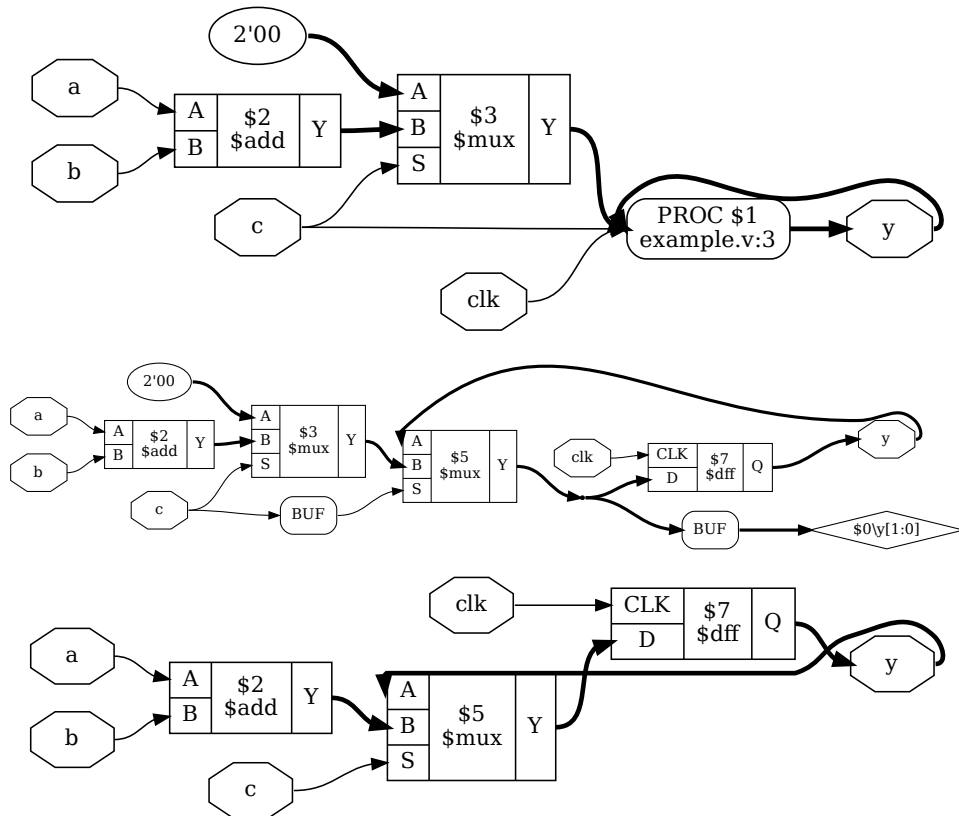 2'00
a
b
A
B
$2
$add
Y
A
B
S
$3
$mux
Y
c
PROC $1
example.v:3
y
clk
2'00
a
b
A
B
$2
$add
Y
A
B
S
$3
$mux
Y
c
BUF
A
B
S
$5
$mux
Y
clk
CLK
D
$7
$dff
Q
y
BUF
$0\y[1:0]
clk
CLK
D
$7
$dff
Q
a
b
A
B
$2
$add
Y
A
B
S
$5
$mux
Y
y
c